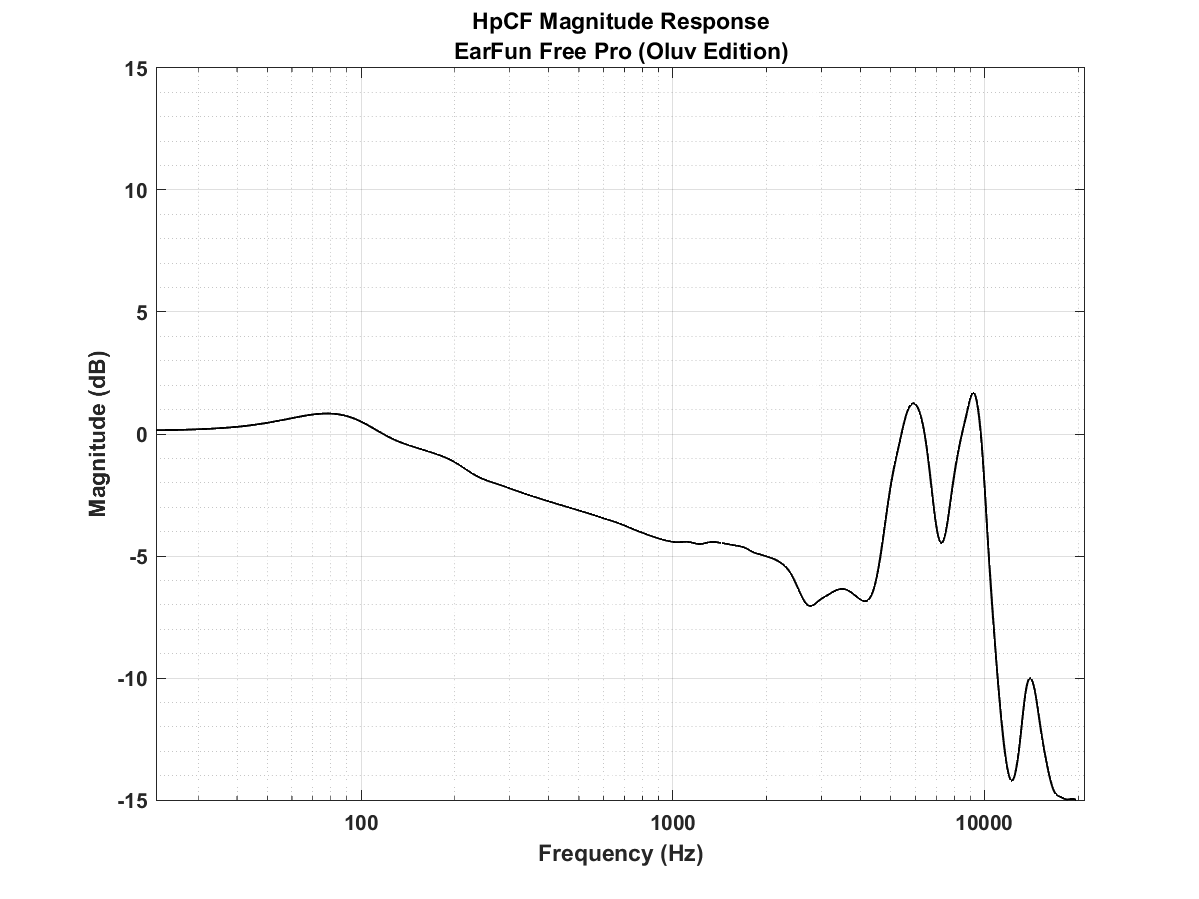 HpCF Magnitude Response
EarFun Free Pro (Oluv Edition)
15
10
5
0
-5
-10
-15
Magnitude (dB)
100
1000
10000
Frequency (Hz)